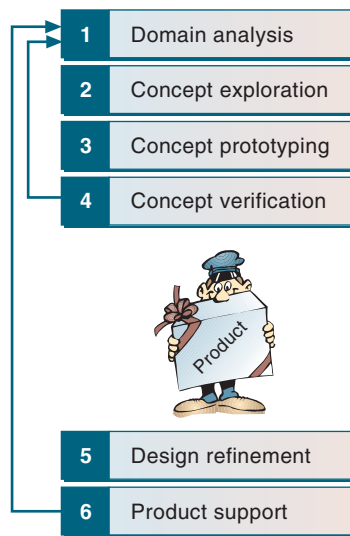 1 Domain analysis
2 Concept exploration
3 Concept prototyping
4 Concept verification
Product
5 Design refinement
6 Product support